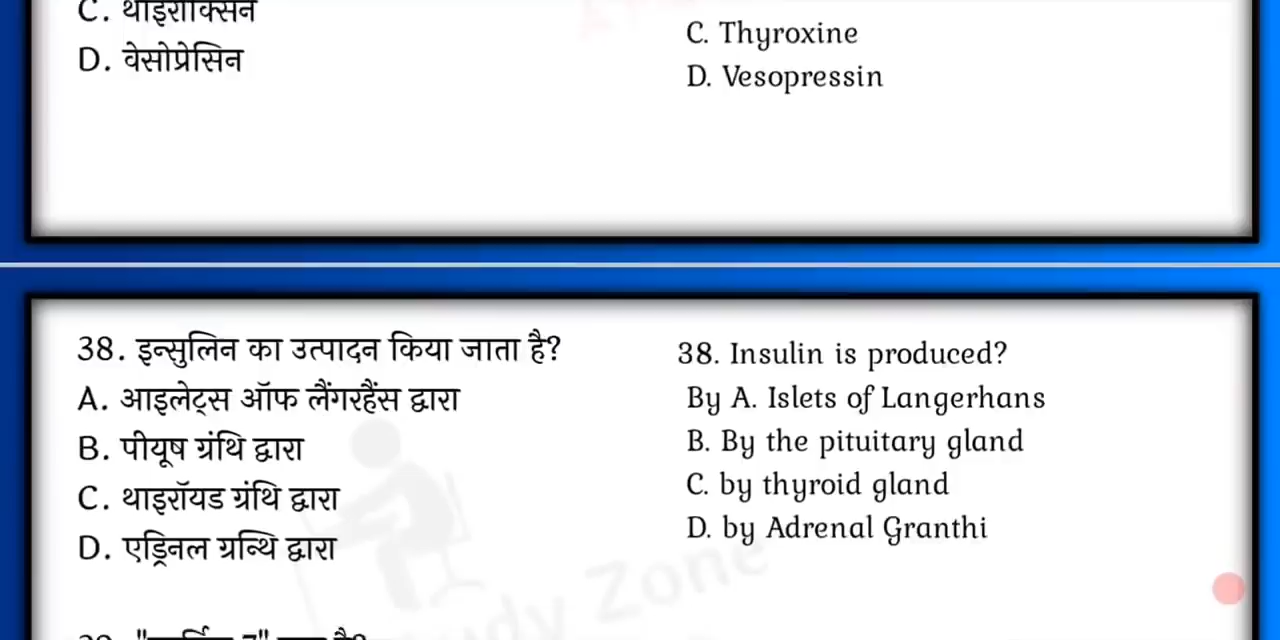 C. थाइरॉक्सिन
D. वेसोप्रेसिन
C. Thyroxine
D. Vesopressin
38. इन्सुलिन का उत्पादन किया जाता है?
A. आइलेट्स ऑफ लैंगरहैंस द्वारा
B. पीयूष ग्रंथि द्वारा
C. थाइरॉयड ग्रंथि द्वारा
D. एड्रिनल ग्रन्थि द्वारा
38. Insulin is produced?
By A. Islets of Langerhans
B. By the pituitary gland
C. by thyroid gland
D. by Adrenal Granthi
Zone